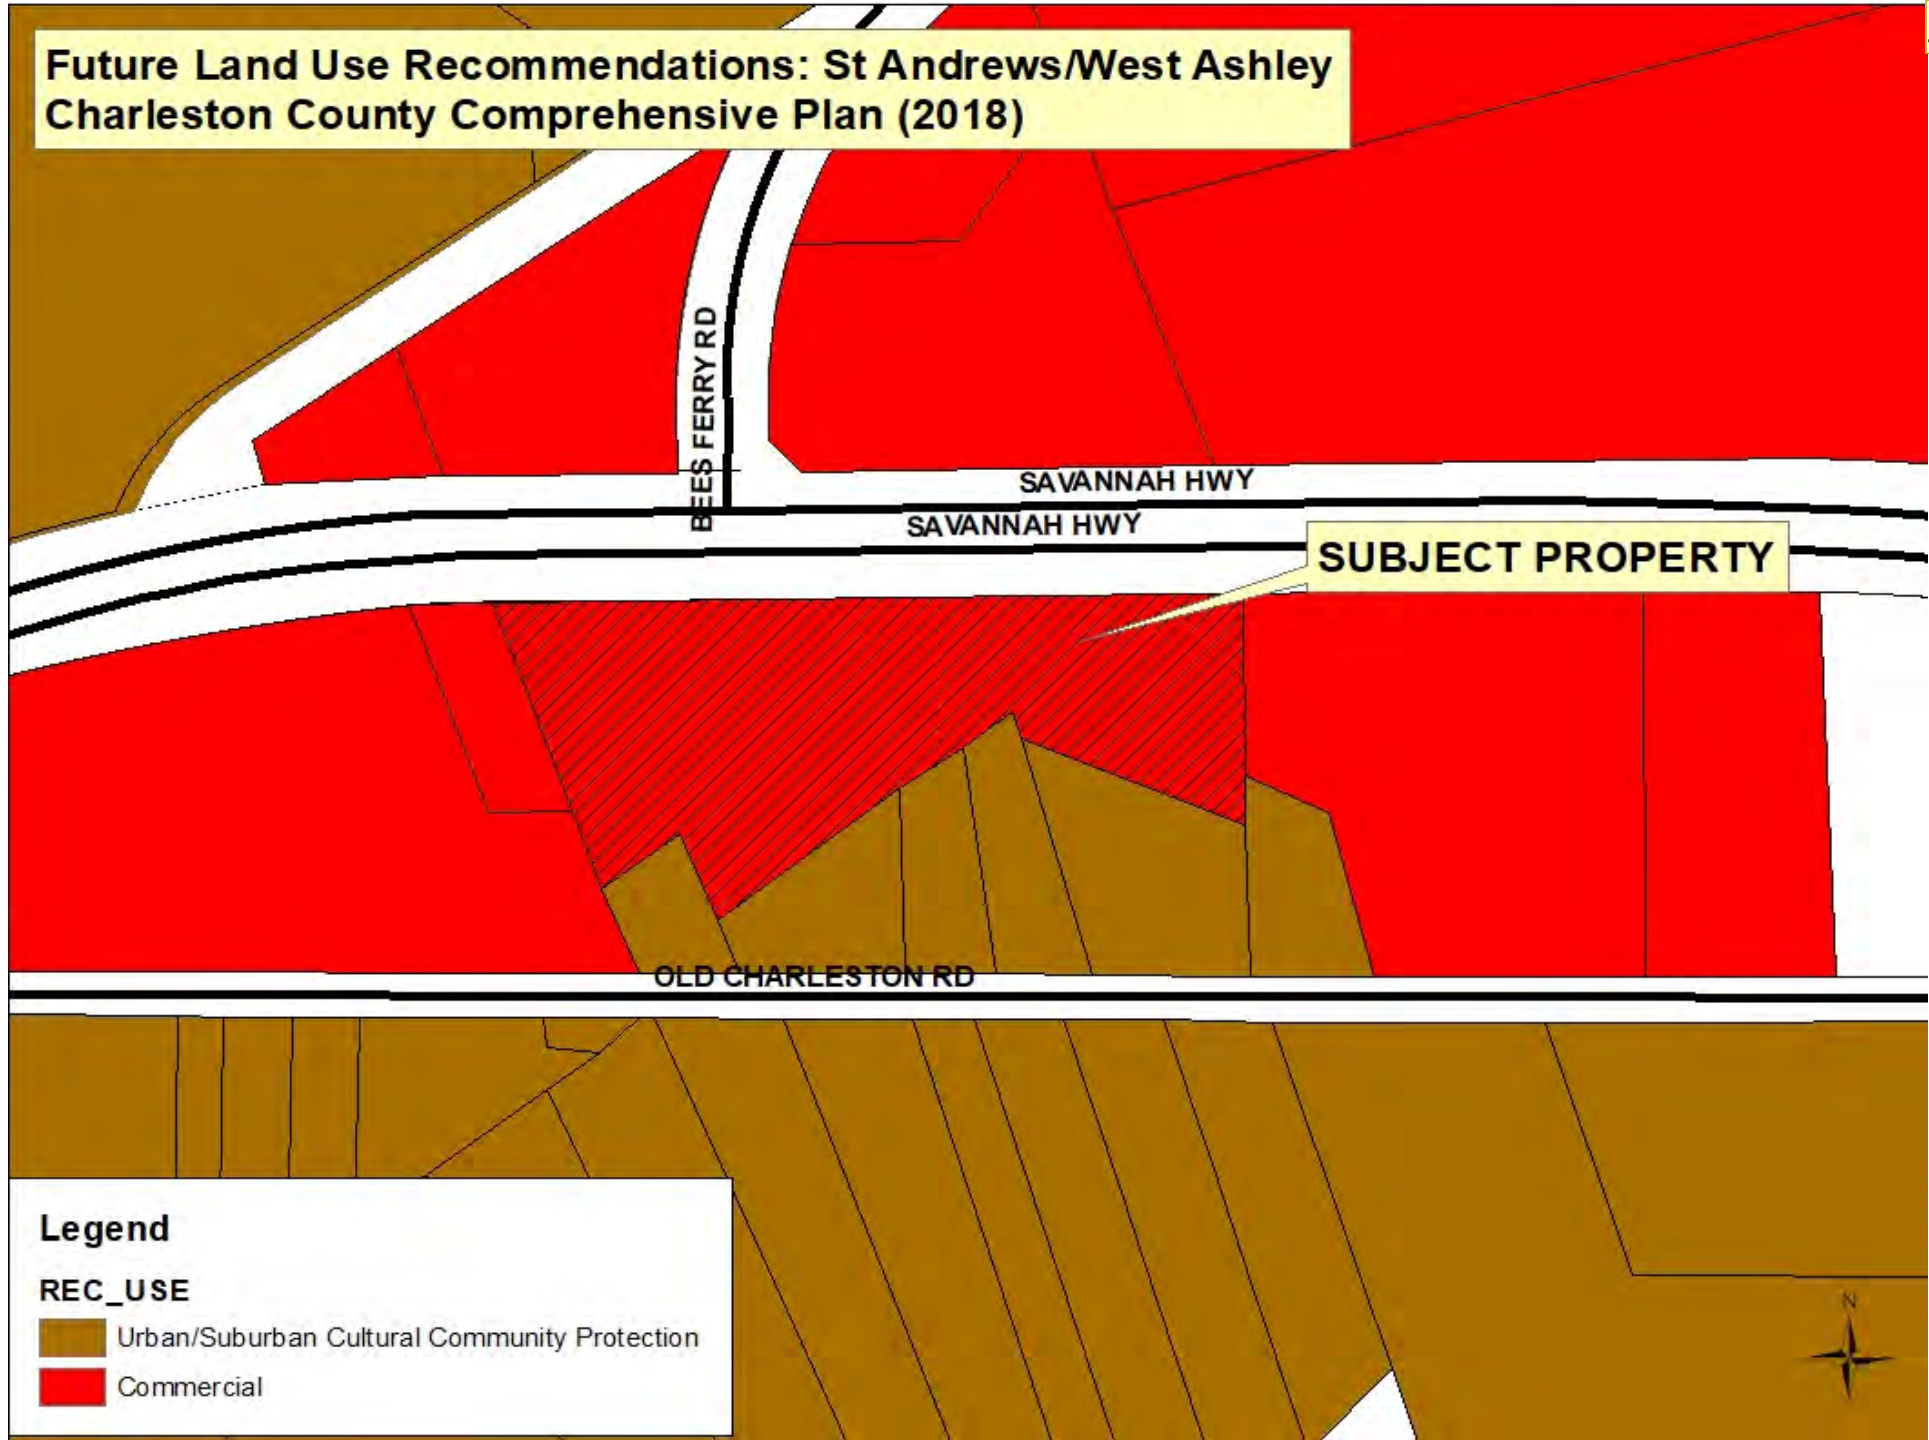 Future Land Use Recommendations: St Andrews/West Ashley
Charleston County Comprehensive Plan (2018)
BEES FERRY RD
SAVANNAH HWY
SAVANNAH HWY
SUBJECT PROPERTY
OLD CHARLESTON RD
Legend
REC_USE
Urban/Suburban Cultural Community Protection
Commercial
N